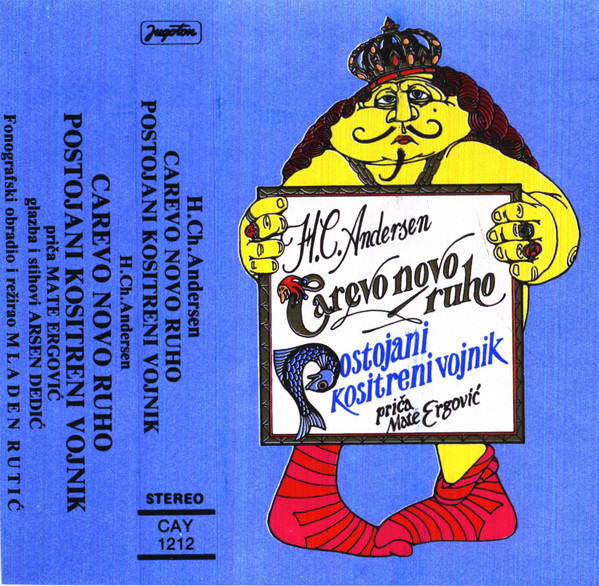 Jugoton
H.Ch.Andersen
CAREVO NOVO RUHO
POSTOJANI KOSITRENI VOJNIK
STEREO
CAY
1212
H.Ch.Andersen
CAREVO NOVO RUHO
POSTOJANI KOSITRENI VOJNIK
priča MATE ERGOVIĆ
glazba i stihovi ARSEN DEDIĆ
Fonografski obradio i režirao MLADEN RUTIĆ
H.C. Andersen
Carevo novo
ruho
Postojani
kositreni vojnik
priča
Mate Ergović